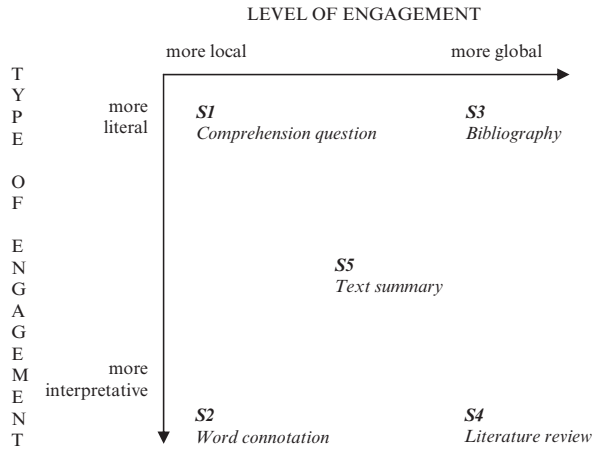 LEVEL OF ENGAGEMENT
more local
more global
T
Y
P
E
O
F
E
N
G
A
G
E
M
E
N
T
more
literal
S1
Comprehension question
S3
Bibliography
S5
Text summary
more
interpretative
S2
Word connotation
S4
Literature review